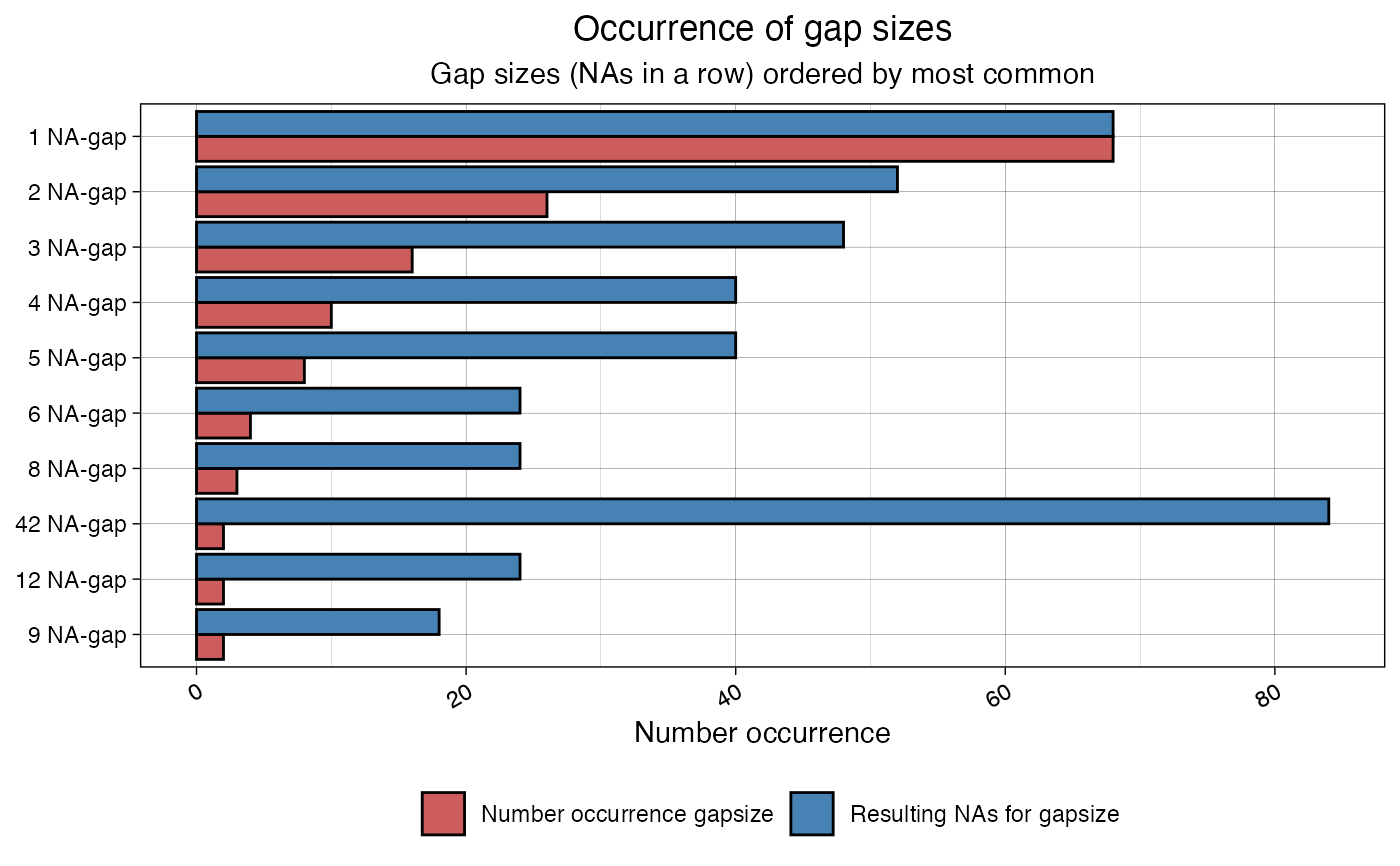 Occurrence of gap sizes
Gap sizes (NAs in a row) ordered by most common
1 NA-gap
2 NA-gap
3 NA-gap
4 NA-gap
5 NA-gap
6 NA-gap
8 NA-gap
42 NA-gap
12 NA-gap
9 NA-gap
0 20 40 60 80
Number occurrence
Number occurrence gapsize Resulting NAs for gapsize